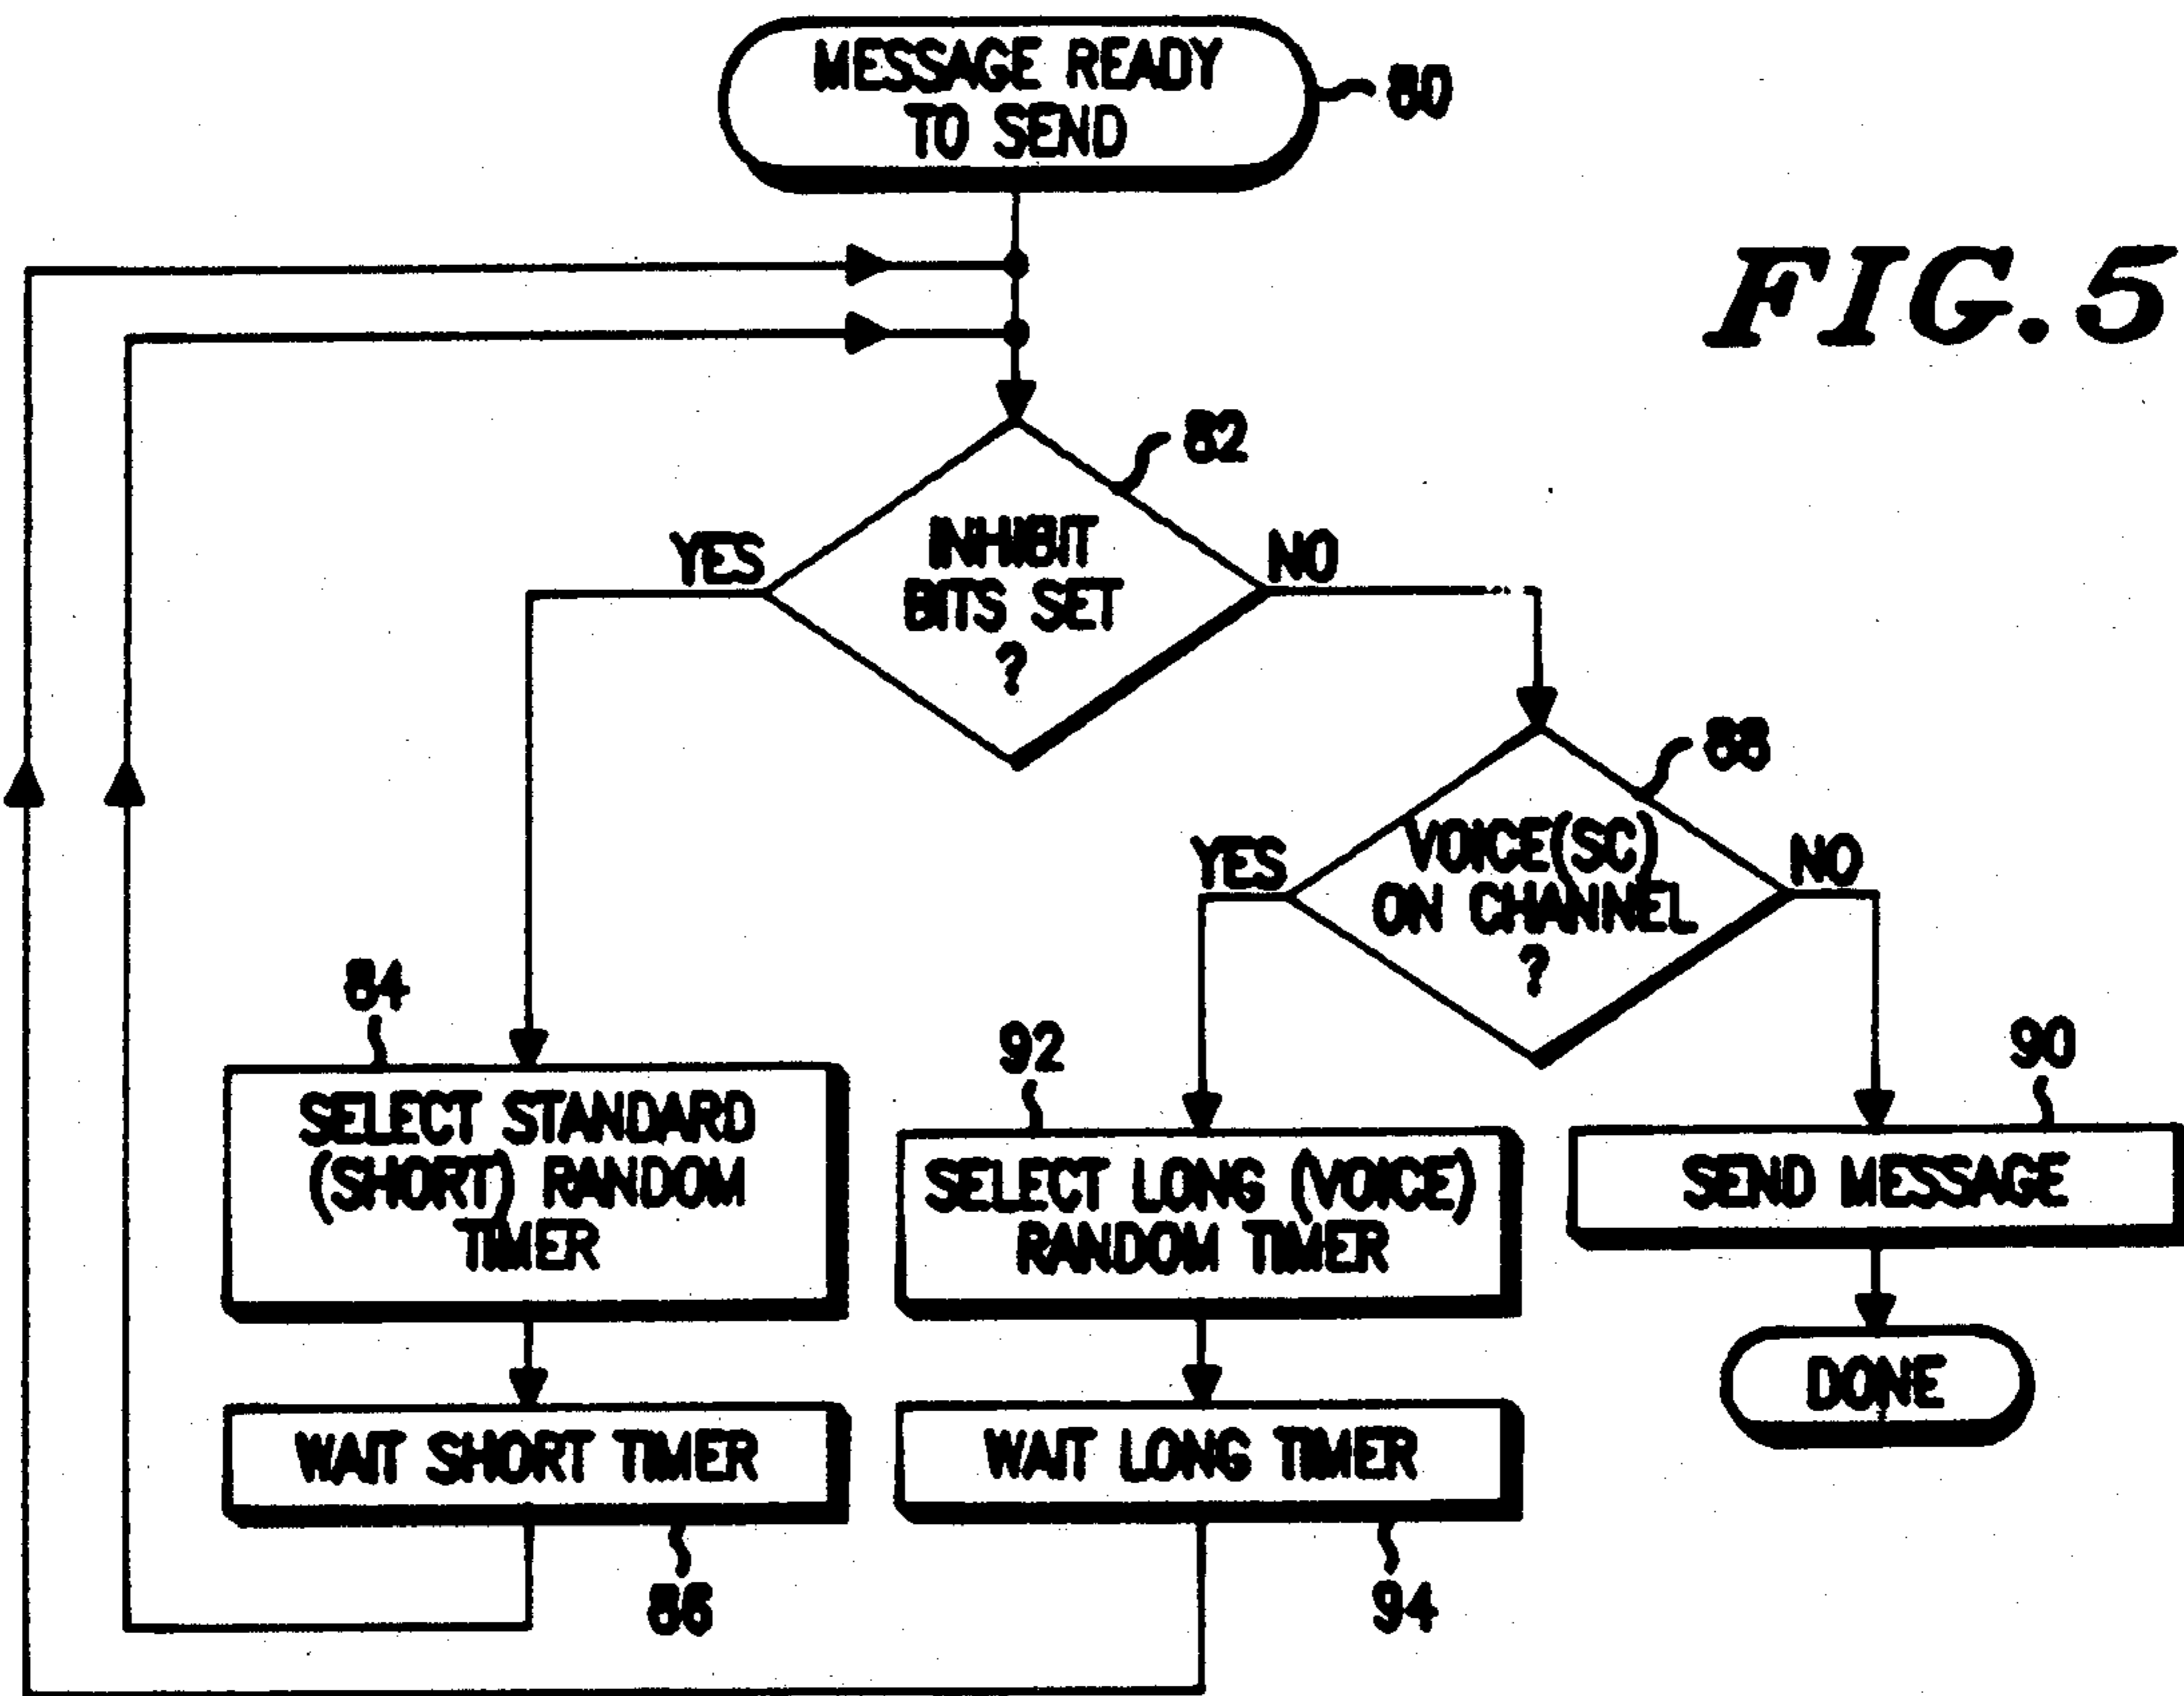 MESSAGE READY
TO SEND
80
FIG. 5
82
INHIBIT
BITS SET
?
YES
NO
88
VOICE(SC)
ON CHANNEL
?
YES
NO
84
SELECT STANDARD
(SHORT) RANDOM
TIMER
92
SELECT LONG (VOICE)
RANDOM TIMER
90
SEND MESSAGE
WAIT SHORT TIMER
86
WAIT LONG TIMER
94
DONE